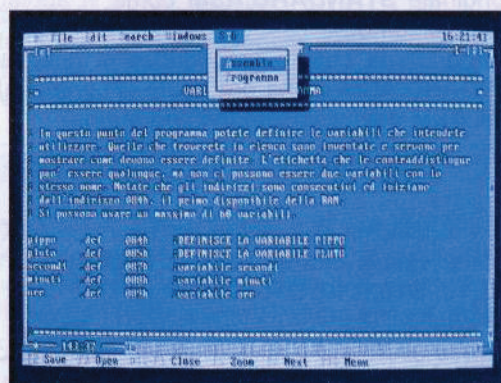 File Edit Search Windows ST6 16:21:43
Assembla
Programma
VARI
In questo punto del programma potete definire le variabili che intendete
utilizzare. Quelle che troverete in elenco sono inventate e servono per
mostrare come devono essere definite. L'etichetta che le contraddistingue
puo' essere qualunque, ma non ci possono essere due variabili con lo
stesso nome. Notate che gli indirizzi sono consecutivi ed iniziano
dall'indirizzo 084h, il primo disponibile della RAM.
Si possono usare un massimo di 60 variabili.
pippo .def 084h ;DEFINISCE LA VARIABILE PIPPO
pluto .def 085h ;DEFINISCE LA VARIABILE PLUTO
secondi .def 087h ;variabile secondi
minuti .def 088h ;variabile minuti
ore .def 089h ;variabile ore
Save Open Close Zoom Next Menu